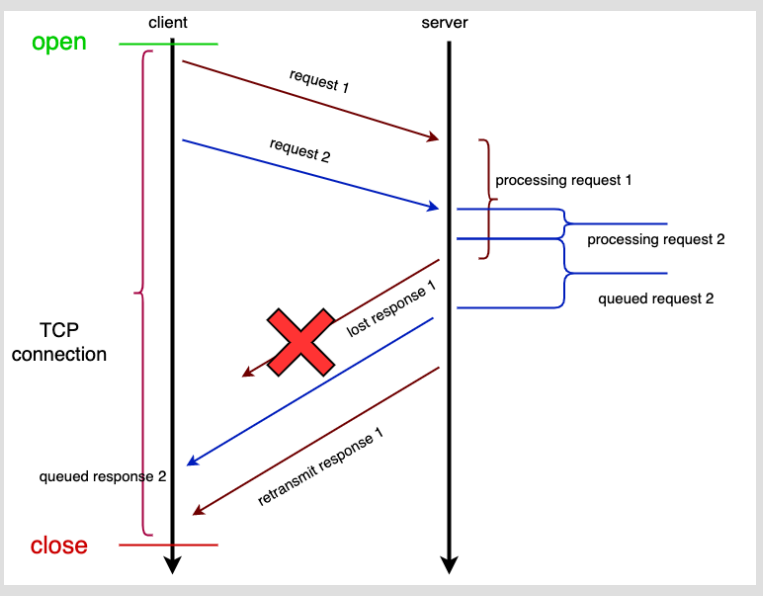 client
server
open
request 1
request 2
processing request 1
processing request 2
queued request 2
lost response 1
TCP
connection
retransmit response 1
queued response 2
close